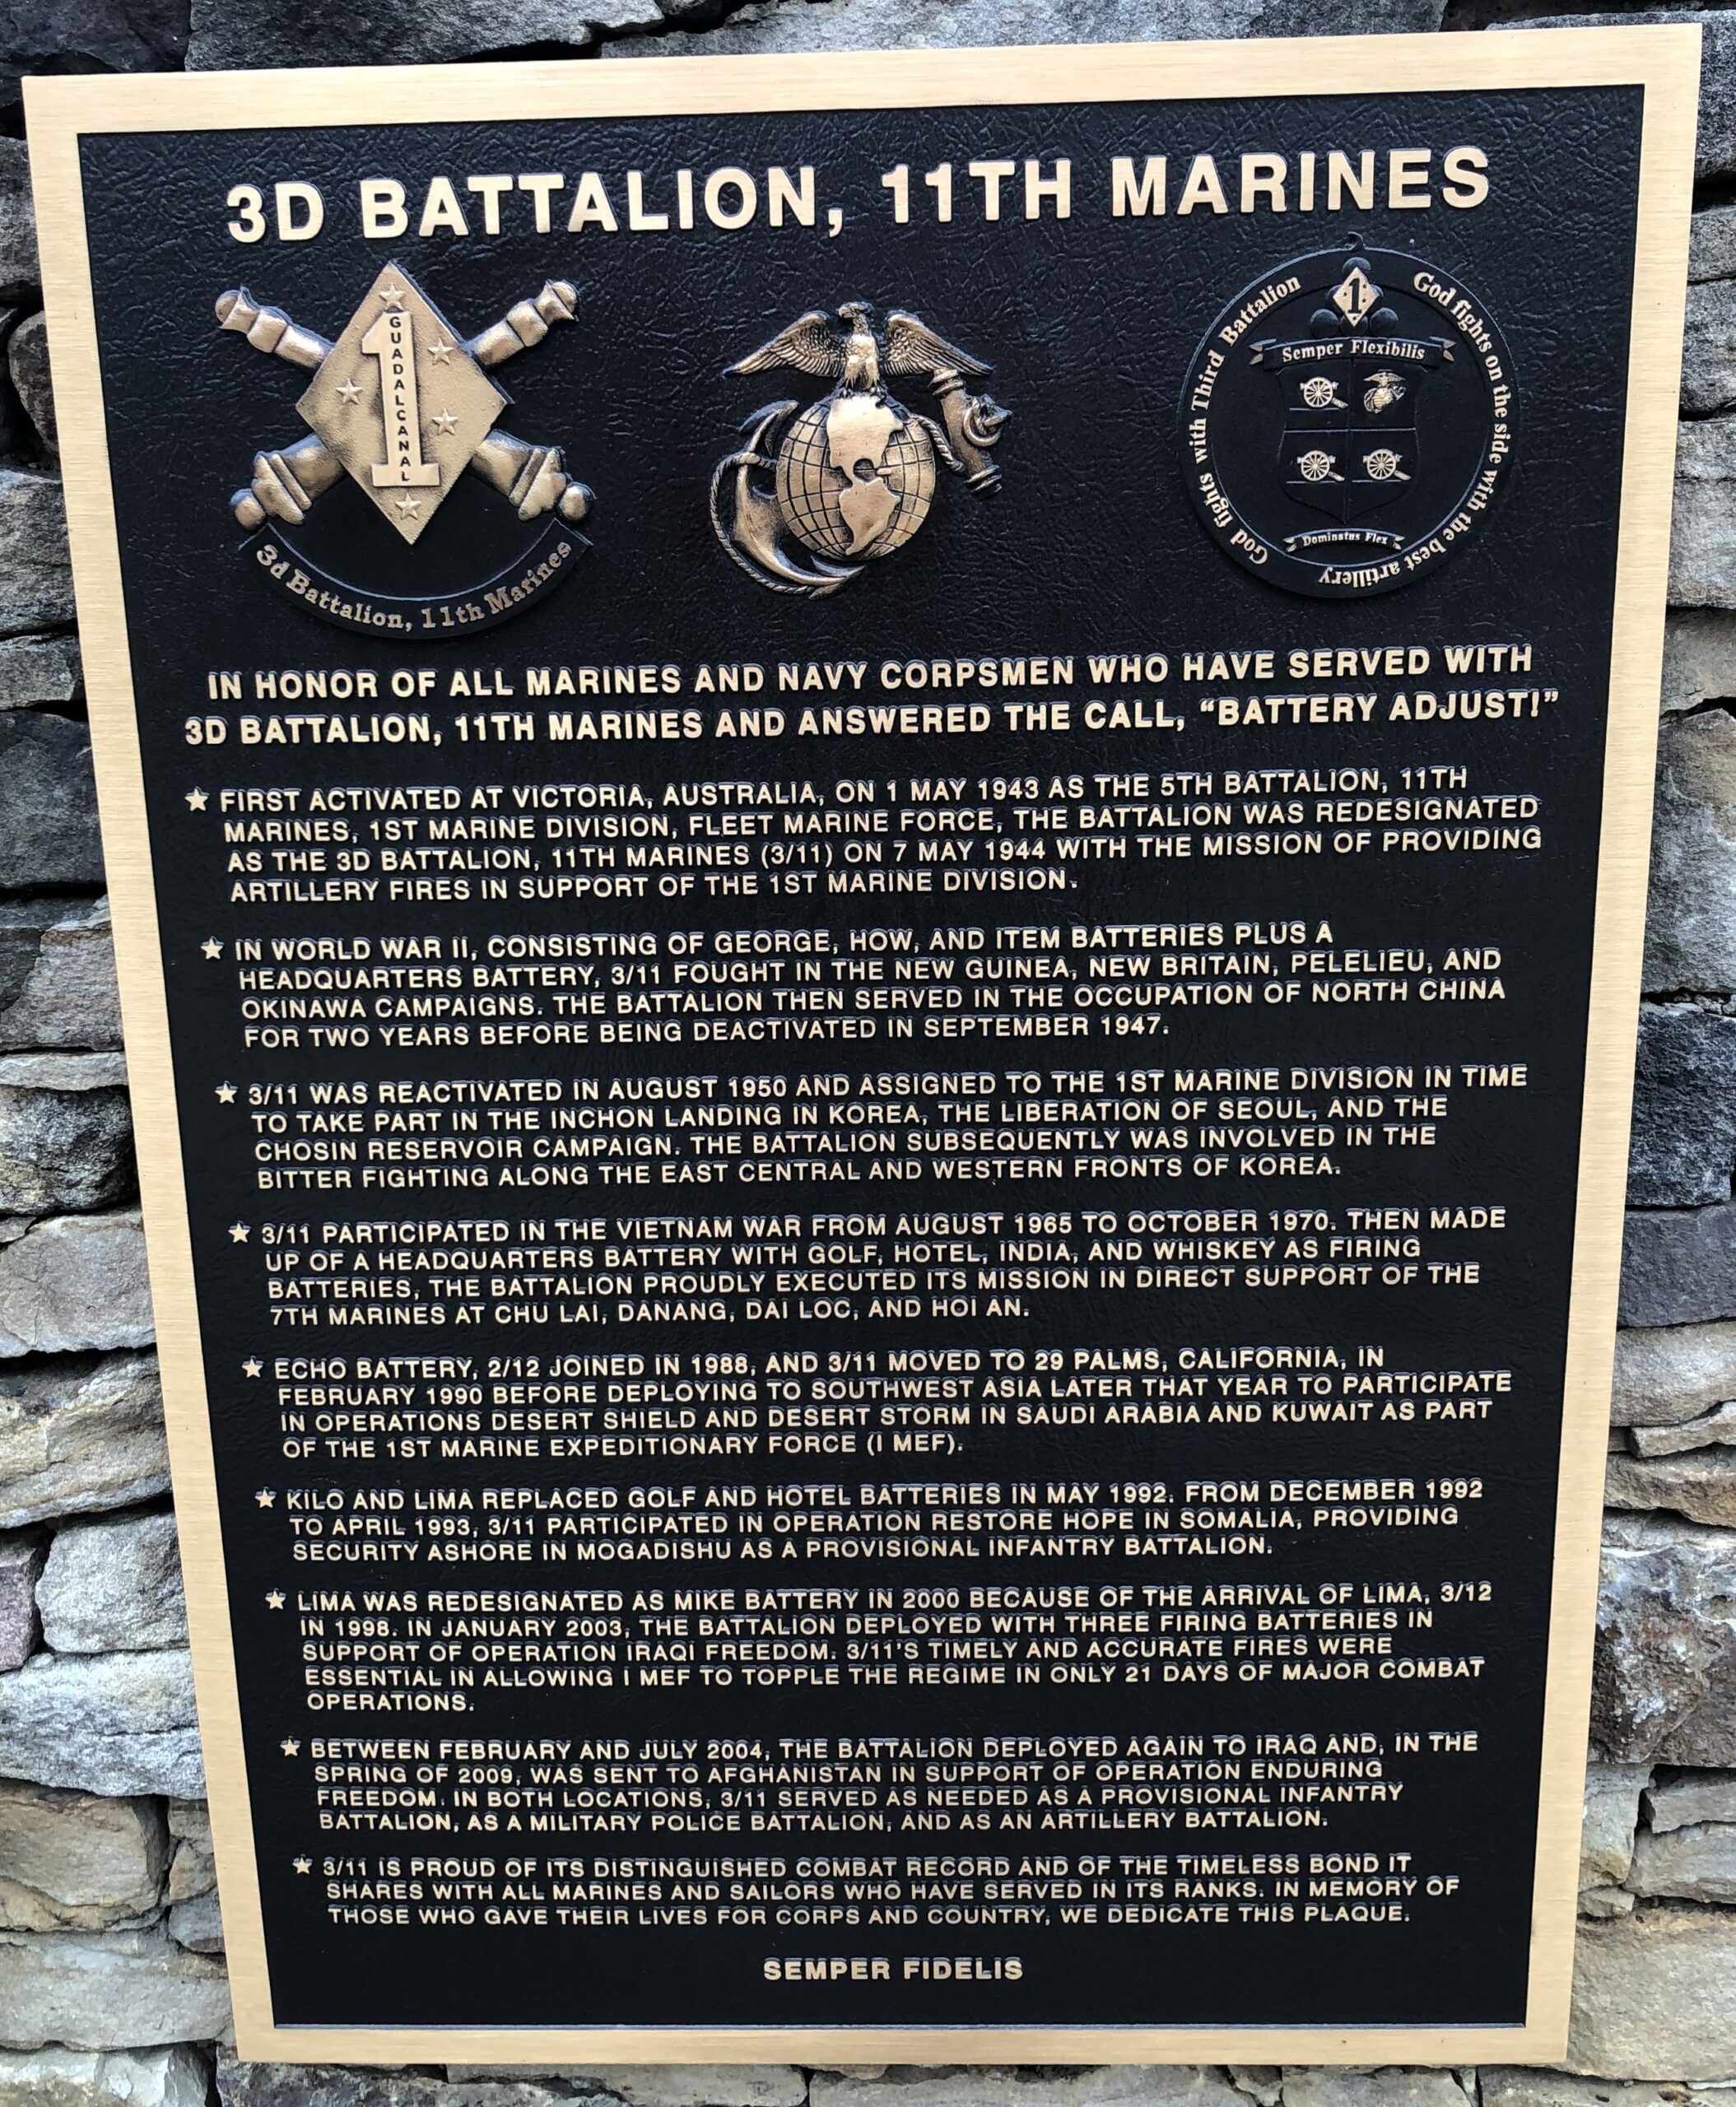 3D BATTALION, 11TH MARINES
1
GUADALCANAL
3d Battalion, 11th Marines
God fights with Third Battalion
God fights on the side with the best artillery
1
Semper Flexibilis
Dominatus Flex
IN HONOR OF ALL MARINES AND NAVY CORPSMEN WHO HAVE SERVED WITH
3D BATTALION, 11TH MARINES AND ANSWERED THE CALL, “BATTERY ADJUST!”
★ FIRST ACTIVATED AT VICTORIA, AUSTRALIA, ON 1 MAY 1943 AS THE 5TH BATTALION, 11TH
MARINES, 1ST MARINE DIVISION, FLEET MARINE FORCE, THE BATTALION WAS REDESIGNATED
AS THE 3D BATTALION, 11TH MARINES (3/11) ON 7 MAY 1944 WITH THE MISSION OF PROVIDING
ARTILLERY FIRES IN SUPPORT OF THE 1ST MARINE DIVISION.
★ IN WORLD WAR II, CONSISTING OF GEORGE, HOW, AND ITEM BATTERIES PLUS A
HEADQUARTERS BATTERY, 3/11 FOUGHT IN THE NEW GUINEA, NEW BRITAIN, PELELIEU, AND
OKINAWA CAMPAIGNS. THE BATTALION THEN SERVED IN THE OCCUPATION OF NORTH CHINA
FOR TWO YEARS BEFORE BEING DEACTIVATED IN SEPTEMBER 1947.
★ 3/11 WAS REACTIVATED IN AUGUST 1950 AND ASSIGNED TO THE 1ST MARINE DIVISION IN TIME
TO TAKE PART IN THE INCHON LANDING IN KOREA, THE LIBERATION OF SEOUL, AND THE
CHOSIN RESERVOIR CAMPAIGN. THE BATTALION SUBSEQUENTLY WAS INVOLVED IN THE
BITTER FIGHTING ALONG THE EAST CENTRAL AND WESTERN FRONTS OF KOREA.
★ 3/11 PARTICIPATED IN THE VIETNAM WAR FROM AUGUST 1965 TO OCTOBER 1970. THEN MADE
UP OF A HEADQUARTERS BATTERY WITH GOLF, HOTEL, INDIA, AND WHISKEY AS FIRING
BATTERIES, THE BATTALION PROUDLY EXECUTED ITS MISSION IN DIRECT SUPPORT OF THE
7TH MARINES AT CHU LAI, DANANG, DAI LOC, AND HOI AN.
★ ECHO BATTERY, 2/12 JOINED IN 1988, AND 3/11 MOVED TO 29 PALMS, CALIFORNIA, IN
FEBRUARY 1990 BEFORE DEPLOYING TO SOUTHWEST ASIA LATER THAT YEAR TO PARTICIPATE
IN OPERATIONS DESERT SHIELD AND DESERT STORM IN SAUDI ARABIA AND KUWAIT AS PART
OF THE 1ST MARINE EXPEDITIONARY FORCE (I MEF).
★ KILO AND LIMA REPLACED GOLF AND HOTEL BATTERIES IN MAY 1992. FROM DECEMBER 1992
TO APRIL 1993, 3/11 PARTICIPATED IN OPERATION RESTORE HOPE IN SOMALIA, PROVIDING
SECURITY ASHORE IN MOGADISHU AS A PROVISIONAL INFANTRY BATTALION.
★ LIMA WAS REDESIGNATED AS MIKE BATTERY IN 2000 BECAUSE OF THE ARRIVAL OF LIMA, 3/12
IN 1998. IN JANUARY 2003, THE BATTALION DEPLOYED WITH THREE FIRING BATTERIES IN
SUPPORT OF OPERATION IRAQI FREEDOM. 3/11'S TIMELY AND ACCURATE FIRES WERE
ESSENTIAL IN ALLOWING I MEF TO TOPPLE THE REGIME IN ONLY 21 DAYS OF MAJOR COMBAT
OPERATIONS.
★ BETWEEN FEBRUARY AND JULY 2004, THE BATTALION DEPLOYED AGAIN TO IRAQ AND, IN THE
SPRING OF 2009, WAS SENT TO AFGHANISTAN IN SUPPORT OF OPERATION ENDURING
FREEDOM. IN BOTH LOCATIONS, 3/11 SERVED AS NEEDED AS A PROVISIONAL INFANTRY
BATTALION, AS A MILITARY POLICE BATTALION, AND AS AN ARTILLERY BATTALION.
★ 3/11 IS PROUD OF ITS DISTINGUISHED COMBAT RECORD AND OF THE TIMELESS BOND IT
SHARES WITH ALL MARINES AND SAILORS WHO HAVE SERVED IN ITS RANKS. IN MEMORY OF
THOSE WHO GAVE THEIR LIVES FOR CORPS AND COUNTRY, WE DEDICATE THIS PLAQUE.
SEMPER FIDELIS